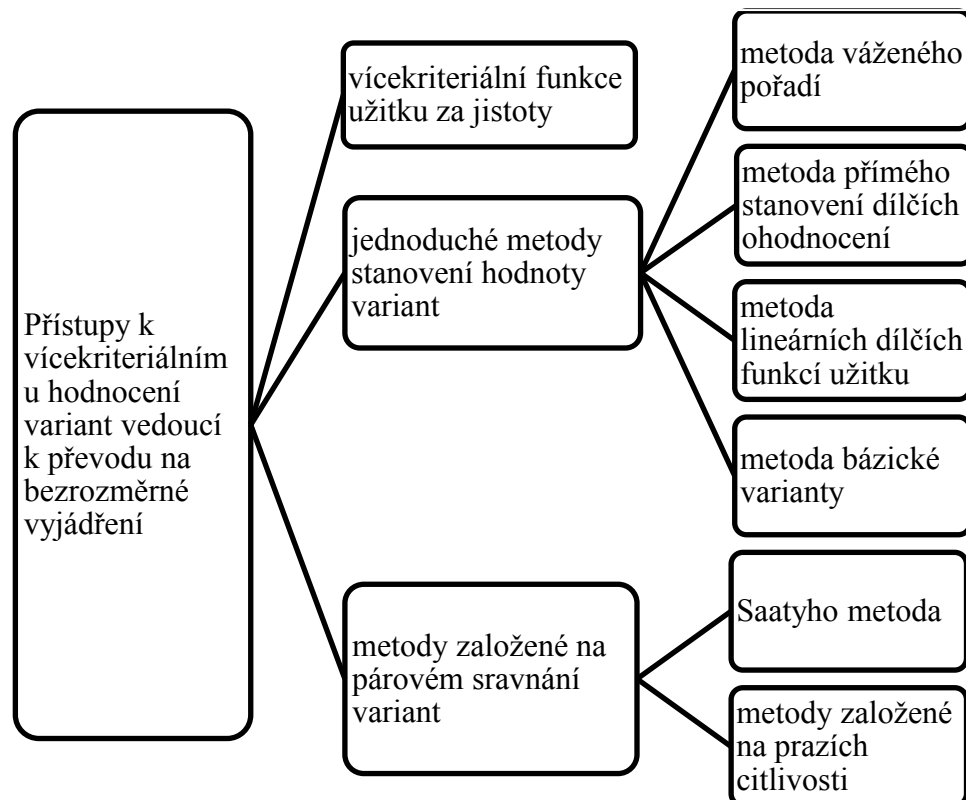 Přístupy k
vícekriteriálním
u hodnocení
variant vedoucí
k převodu na
bezrozměrné
vyjádření
vícekriteriální funkce
užitku za jistoty
jednoduché metody
stanovení hodnoty
variant
metody založené na
párovém sravnání
variant
metoda váženého
pořadí
metoda přímého
stanovení dílčích
ohodnocení
metoda
lineárních dílčích
funkcí užitku
metoda bázické
varianty
Saatyho metoda
metody založené
na prazích
citlivosti